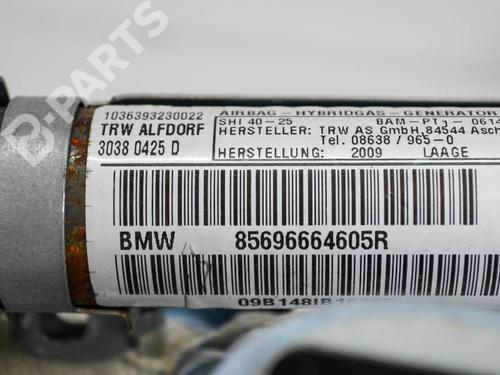 1036393230022
TRW ALFDORF
3038 0425 D
AIRBAG - HYBRIDGAS - GENERATOR
SHI 40-25 BAM-PT1- 0614
HERSTELLER: TRW AS GmbH, 84544 Asch
Tel. 08638 / 965-0
HERSTELLUNG: 2009 LAAGE
BMW 85696664605R
B-PARTS